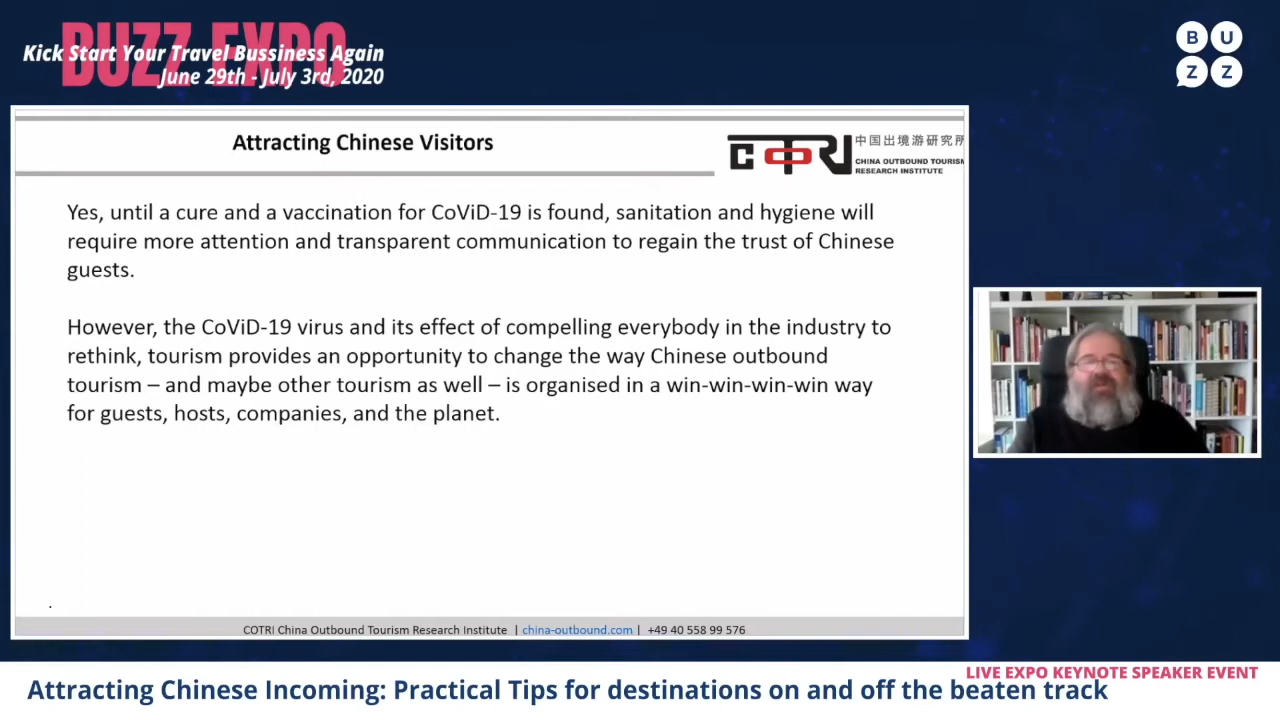 BUZZ EXPO
Kick Start Your Travel Bussiness Again
June 29th - July 3rd, 2020
B U
Z Z
Attracting Chinese Visitors
COTRI
中国出境游研究所
CHINA OUTBOUND TOURISM
RESEARCH INSTITUTE
Yes, until a cure and a vaccination for CoViD-19 is found, sanitation and hygiene will
require more attention and transparent communication to regain the trust of Chinese
guests.
However, the CoViD-19 virus and its effect of compelling everybody in the industry to
rethink, tourism provides an opportunity to change the way Chinese outbound
tourism – and maybe other tourism as well – is organised in a win-win-win-win way
for guests, hosts, companies, and the planet.
.
COTRI China Outbound Tourism Research Institute | china-outbound.com | +49 40 558 99 576
LIVE EXPO KEYNOTE SPEAKER EVENT
Attracting Chinese Incoming: Practical Tips for destinations on and off the beaten track